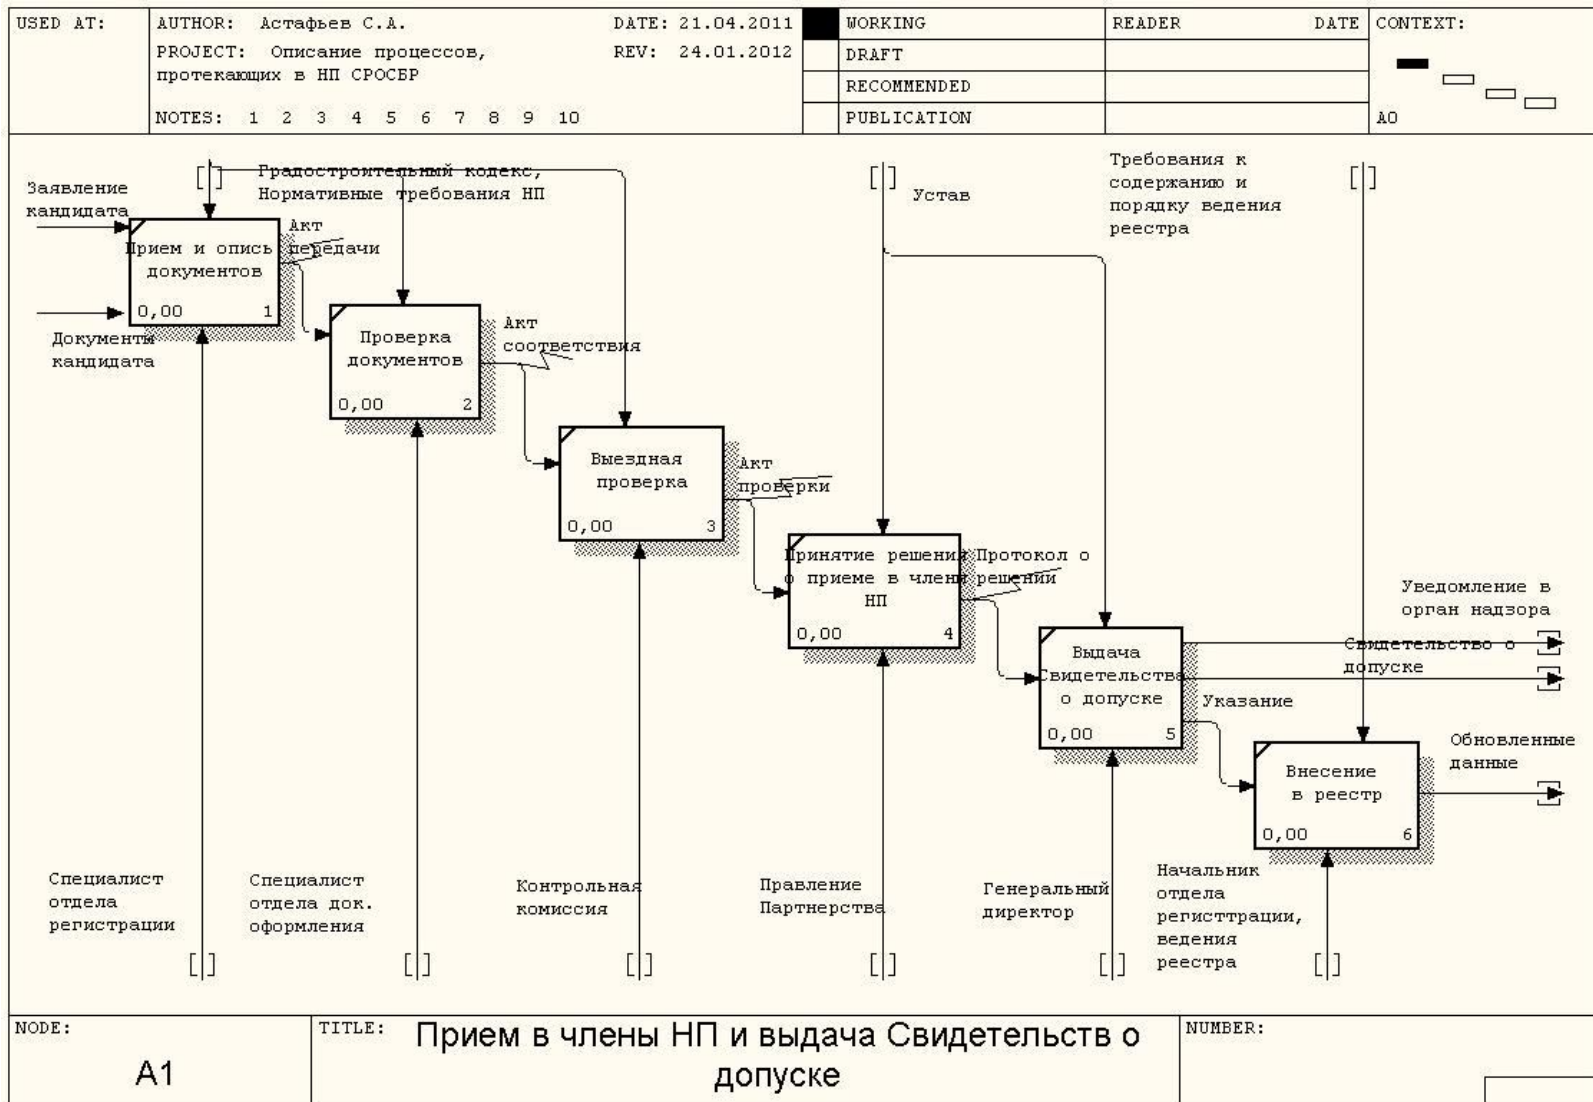 USED AT:
AUTHOR: Астафьев С.А.
DATE: 21.04.2011
PROJECT: Описание процессов,
протекающих в НП СРОСБР
REV: 24.01.2012
NOTES: 1 2 3 4 5 6 7 8 9 10
WORKING
DRAFT
RECOMMENDED
PUBLICATION
READER DATE
CONTEXT:
A0
Заявление
кандидата
Градостроительный кодекс,
Нормативные требования НП
Устав
Требования к
содержанию и
порядку ведения
реестра
Прием и опись
документов
0,00 1
Акт
передачи
Документы
кандидата
Проверка
документов
0,00 2
Акт
соответствия
Выездная
проверка
0,00 3
Акт
проверки
Принятие решения
о приеме в члены
НП
0,00 4
Протокол о
решении
Выдача
Свидетельства
о допуске
0,00 5
Уведомление в
орган надзора
Свидетельство о
допуске
Указание
Внесение
в реестр
0,00 6
Обновленные
данные
Специалист
отдела
регистрации
Специалист
отдела док.
оформления
Контрольная
комиссия
Правление
Партнерства
Генеральный
директор
Начальник
отдела
регисттрации,
ведения
реестра
NODE:
A1
TITLE:
Прием в члены НП и выдача Свидетельств о
допуске
NUMBER: